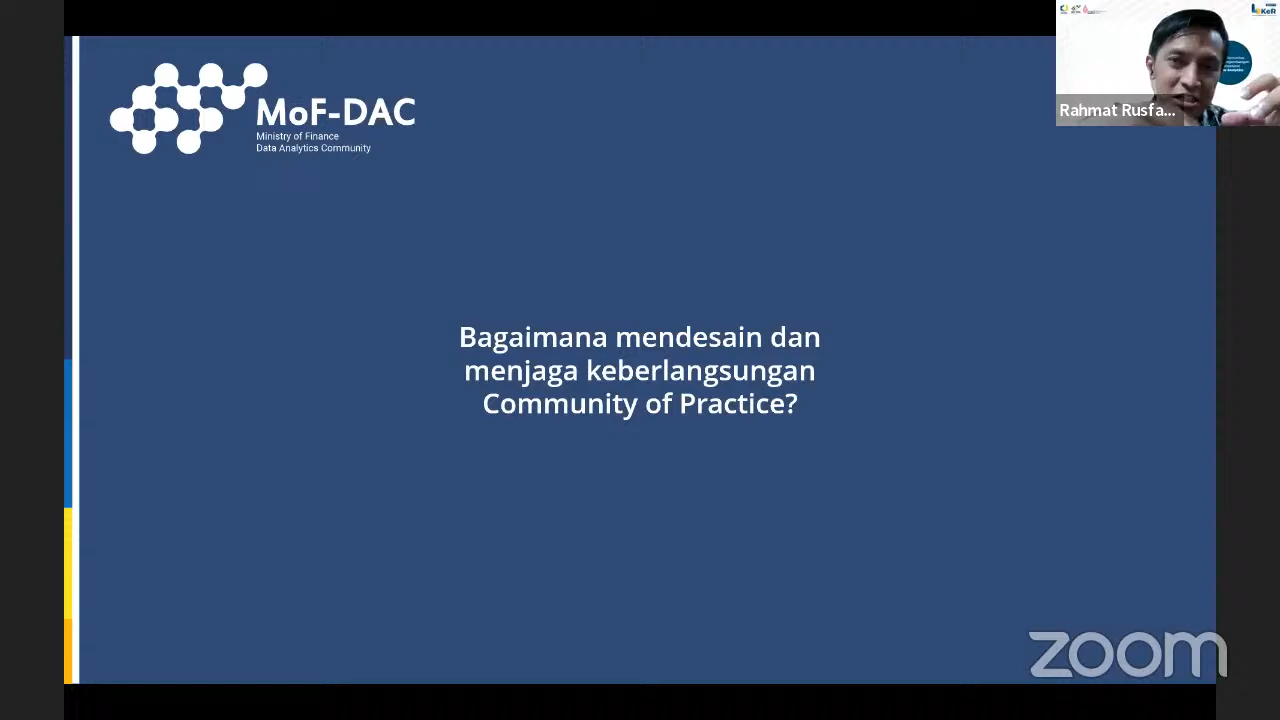 MoF-DAC
Ministry of Finance
Data Analytics Community
Rahmat Rusfa...
Bagaimana mendesain dan
menjaga keberlangsungan
Community of Practice?
zoom